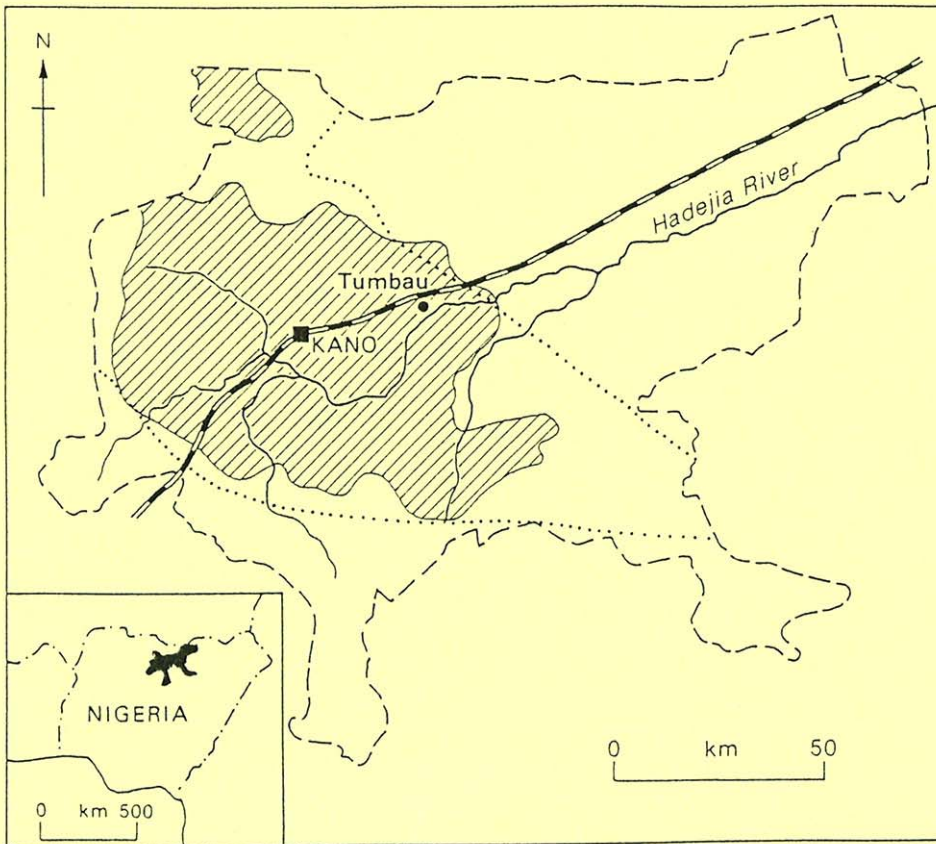 N
Hadejia River
Tumbau
KANO
NIGERIA
0 km 50
0 km 500